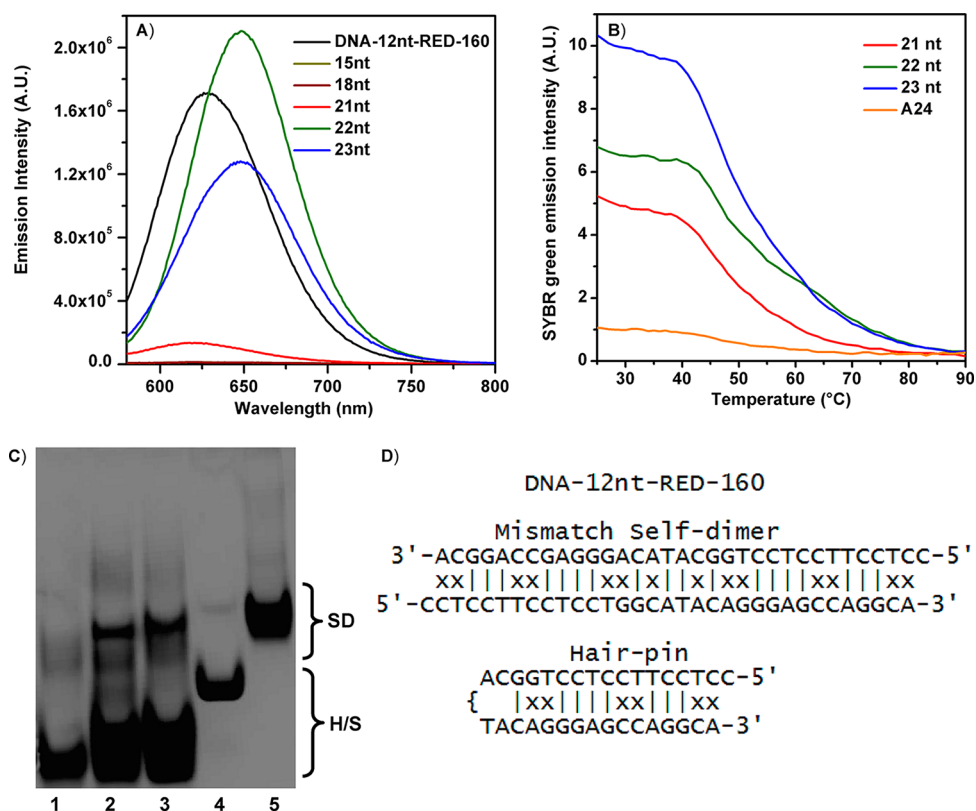 A)
DNA-12nt-RED-160
15nt
18nt
21nt
22nt
23nt
2.0x10⁶
1.6x10⁶
1.2x10⁶
8.0x10⁵
4.0x10⁵
0.0
Emission Intensity (A.U.)
600 650 700 750 800
Wavelength (nm)
B)
21 nt
22 nt
23 nt
A24
10
8
6
4
2
0
SYBR green emission intensity (A.U.)
30 40 50 60 70 80 90
Temperature (°C)
C)
SD
H/S
1 2 3 4 5
D)
DNA-12nt-RED-160
Mismatch Self-dimer
3'-ACGGACCGAGGGACATACGGTCCTCCTTCCTCC-5'
xx|||xx||||xx|x||x|xx||||xx|||xx
5'-CCTCCTTCCTCCTGGCATACAGGGAGCCAGGCA-3'
Hair-pin
ACGGTCCTCCTTCCTCC-5'
{ |xx||||xx|||xx
TACAGGGAGCCAGGCA-3'